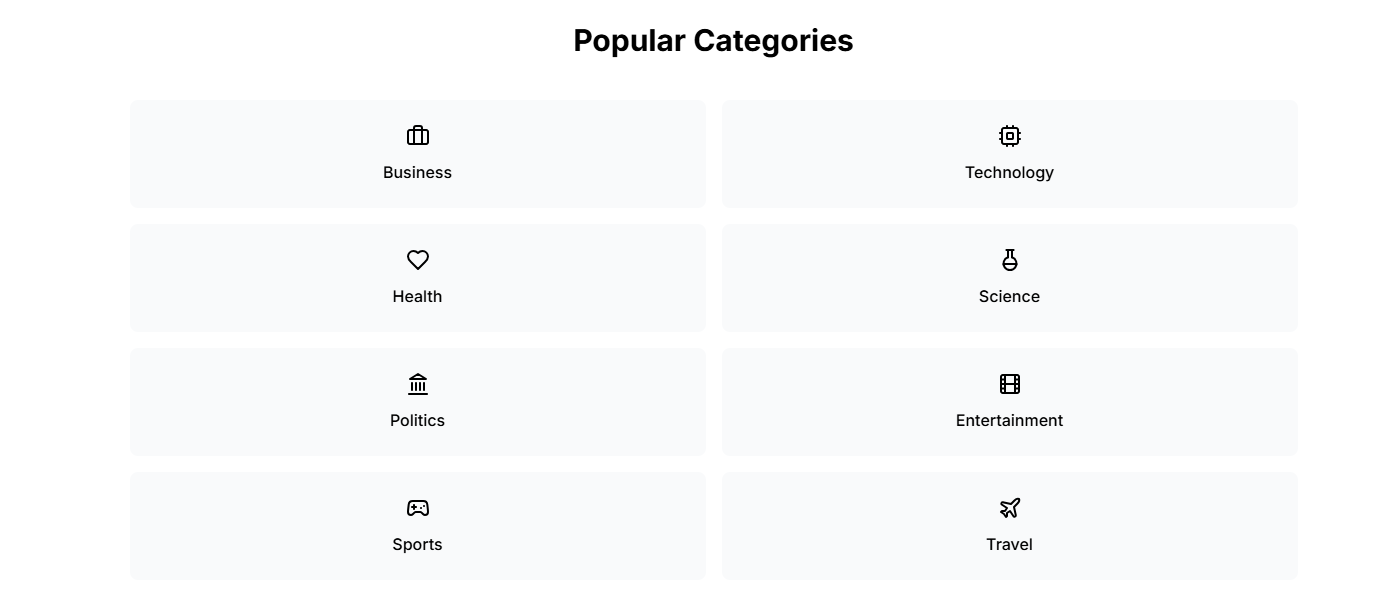 Popular Categories
Business
Technology
Health
Science
Politics
Entertainment
Sports
Travel